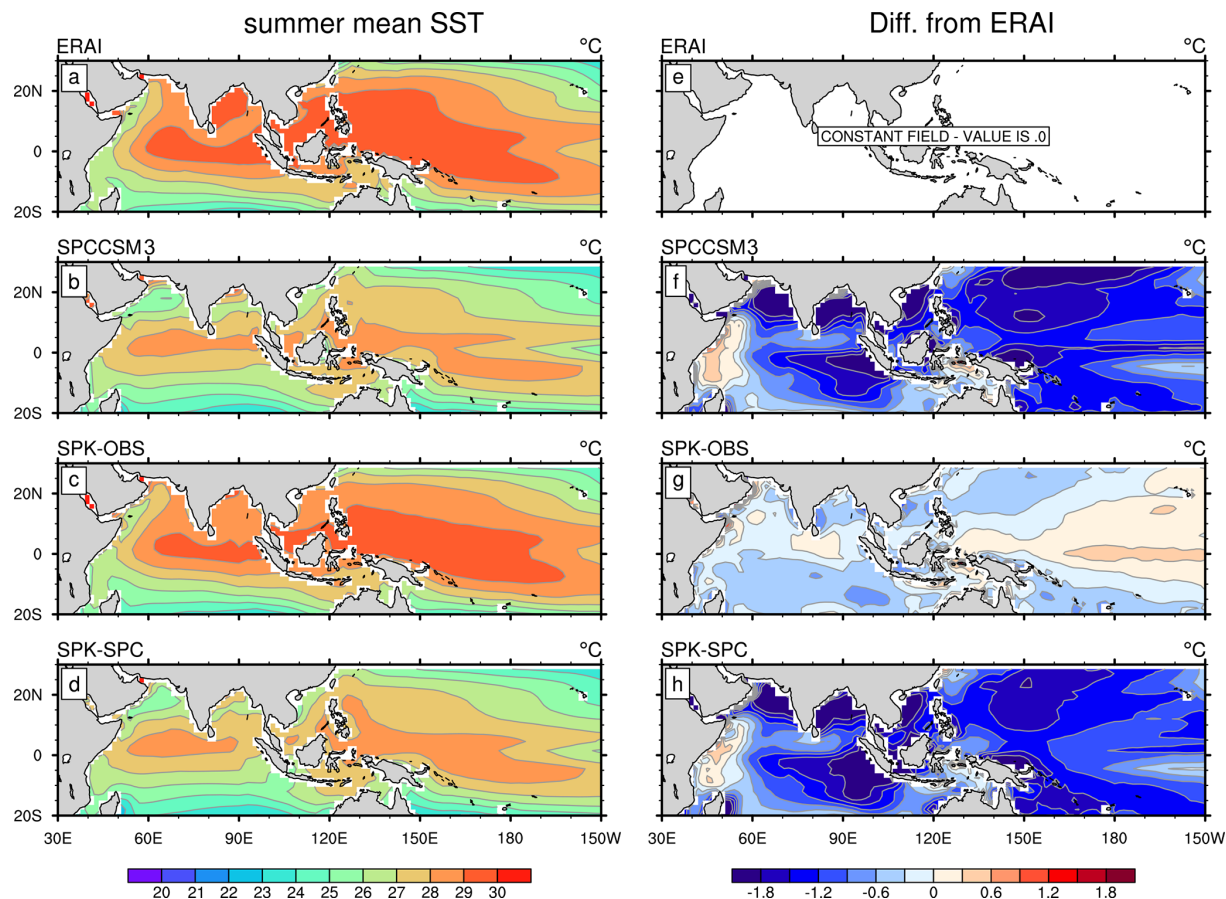 summer mean SST
Diff. from ERAI
ERAI °C
a
20N
0
20S
ERAI °C
e
CONSTANT FIELD - VALUE IS .0
SPCCSM3 °C
b
20N
0
20S
SPCCSM3 °C
f
SPK-OBS °C
c
20N
0
20S
SPK-OBS °C
g
SPK-SPC °C
d
20N
0
20S
30E 60E 90E 120E 150E 180 150W
SPK-SPC °C
h
30E 60E 90E 120E 150E 180 150W
20 21 22 23 24 25 26 27 28 29 30
-1.8 -1.2 -0.6 0 0.6 1.2 1.8